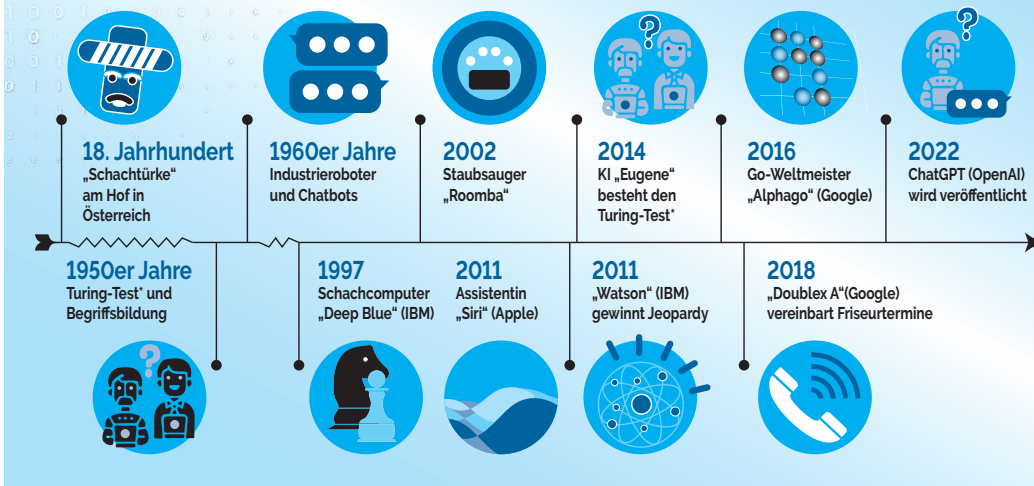 18. Jahrhundert
„Schachtürke“
am Hof in
Österreich
1960er Jahre
Industrieroboter
und Chatbots
2002
Staubsauger
„Roomba“
2014
KI „Eugene“
besteht den
Turing-Test*
2016
Go-Weltmeister
„Alphago“ (Google)
2022
ChatGPT (OpenAI)
wird veröffentlicht
1950er Jahre
Turing-Test* und
Begriffsbildung
1997
Schachcomputer
„Deep Blue“ (IBM)
2011
Assistentin
„Siri“ (Apple)
2011
„Watson“ (IBM)
gewinnt Jeopardy
2018
„Doublex A“(Google)
vereinbart Friseurtermine